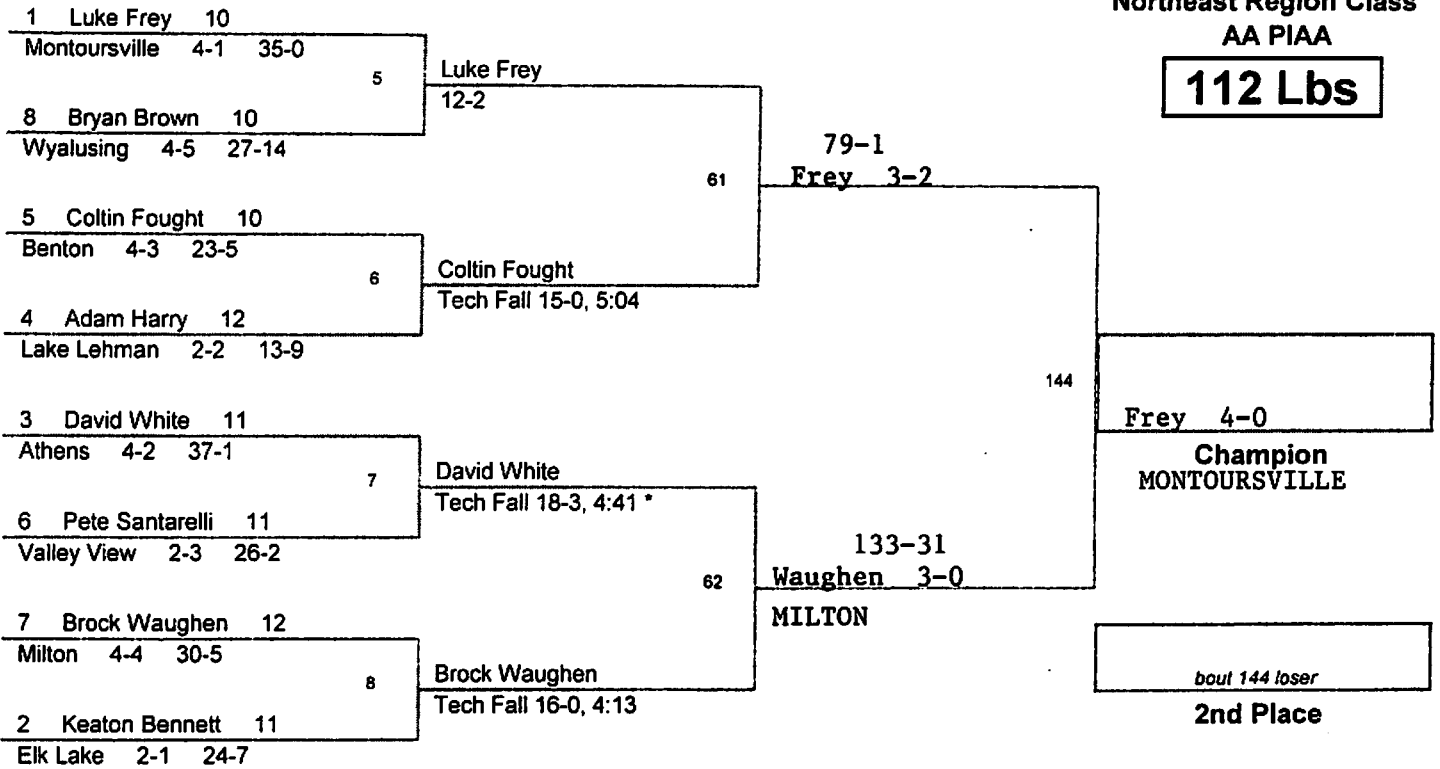 Northeast Region Class
AA PIAA
112 Lbs
1 Luke Frey 10
Montoursville 4-1 35-0
5
Luke Frey
12-2
8 Bryan Brown 10
Wyalusing 4-5 27-14
61
79-1
Frey 3-2
5 Coltin Fought 10
Benton 4-3 23-5
6
Coltin Fought
Tech Fall 15-0, 5:04
4 Adam Harry 12
Lake Lehman 2-2 13-9
144
Frey 4-0
Champion
MONTOURSVILLE
3 David White 11
Athens 4-2 37-1
7
David White
Tech Fall 18-3, 4:41 *
6 Pete Santarelli 11
Valley View 2-3 26-2
62
133-31
Waughen 3-0
MILTON
7 Brock Waughen 12
Milton 4-4 30-5
8
Brock Waughen
Tech Fall 16-0, 4:13
2 Keaton Bennett 11
Elk Lake 2-1 24-7
bout 144 loser
2nd Place